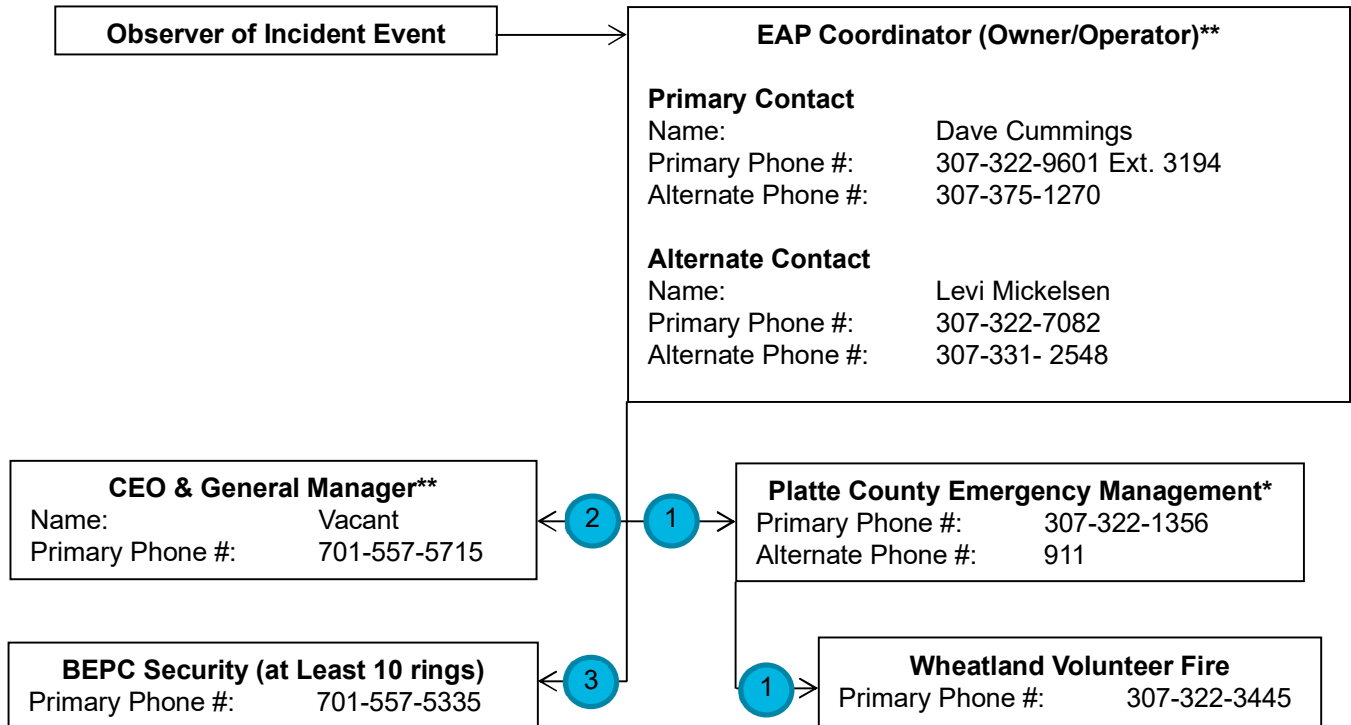 Observer of Incident Event
EAP Coordinator (Owner/Operator)**
Primary Contact
Name: Dave Cummings
Primary Phone #: 307-322-9601 Ext. 3194
Alternate Phone #: 307-375-1270
Alternate Contact
Name: Levi Mickelsen
Primary Phone #: 307-322-7082
Alternate Phone #: 307-331- 2548
CEO & General Manager**
Name: Vacant
Primary Phone #: 701-557-5715
2
1
Platte County Emergency Management*
Primary Phone #: 307-322-1356
Alternate Phone #: 911
BEPC Security (at Least 10 rings)
Primary Phone #: 701-557-5335
3
1
Wheatland Volunteer Fire
Primary Phone #: 307-322-3445